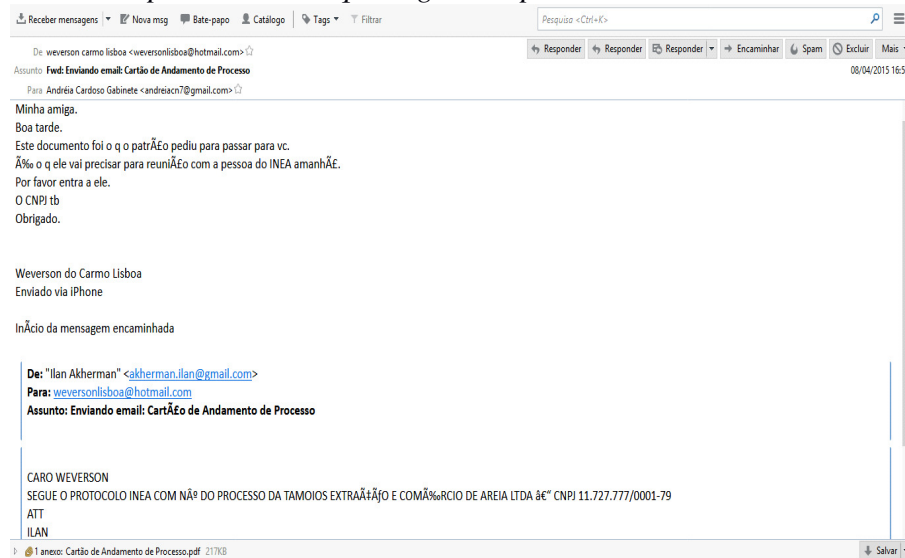 Receber mensagens Nova msg Bate-papo Catálogo Tags Filtrar Pesquisa <Ctrl+K>
De weverson carmo lisboa <weversonlisboa@hotmail.com> Responder Responder Responder Encaminhar Spam Excluir Mais
Assunto Fwd: Enviando email: Cartão de Andamento de Processo 08/04/2015 16:5
Para Andréia Cardoso Gabinete <andreiacn7@gmail.com>
Minha amiga.
Boa tarde.
Este documento foi o q o patrÃ£o pediu para passar para vc.
Ã‰ o q ele vai precisar para reuniÃ£o com a pessoa do INEA amanhÃ£.
Por favor entra a ele.
O CNPJ tb
Obrigado.
Weverson do Carmo Lisboa
Enviado via iPhone
InÃ­cio da mensagem encaminhada
De: "Ilan Akherman" <akherman.ilan@gmail.com>
Para: weversonlisboa@hotmail.com
Assunto: Enviando email: CartÃ£o de Andamento de Processo
CARO WEVERSON
SEGUE O PROTOCOLO INEA COM NÂº DO PROCESSO DA TAMOIOS EXTRAÃ‡ÃƒO E COMÃ‰RCIO DE AREIA LTDA â€“ CNPJ 11.727.777/0001-79
ATT
ILAN
1 anexo: Cartão de Andamento de Processo.pdf 217KB Salvar